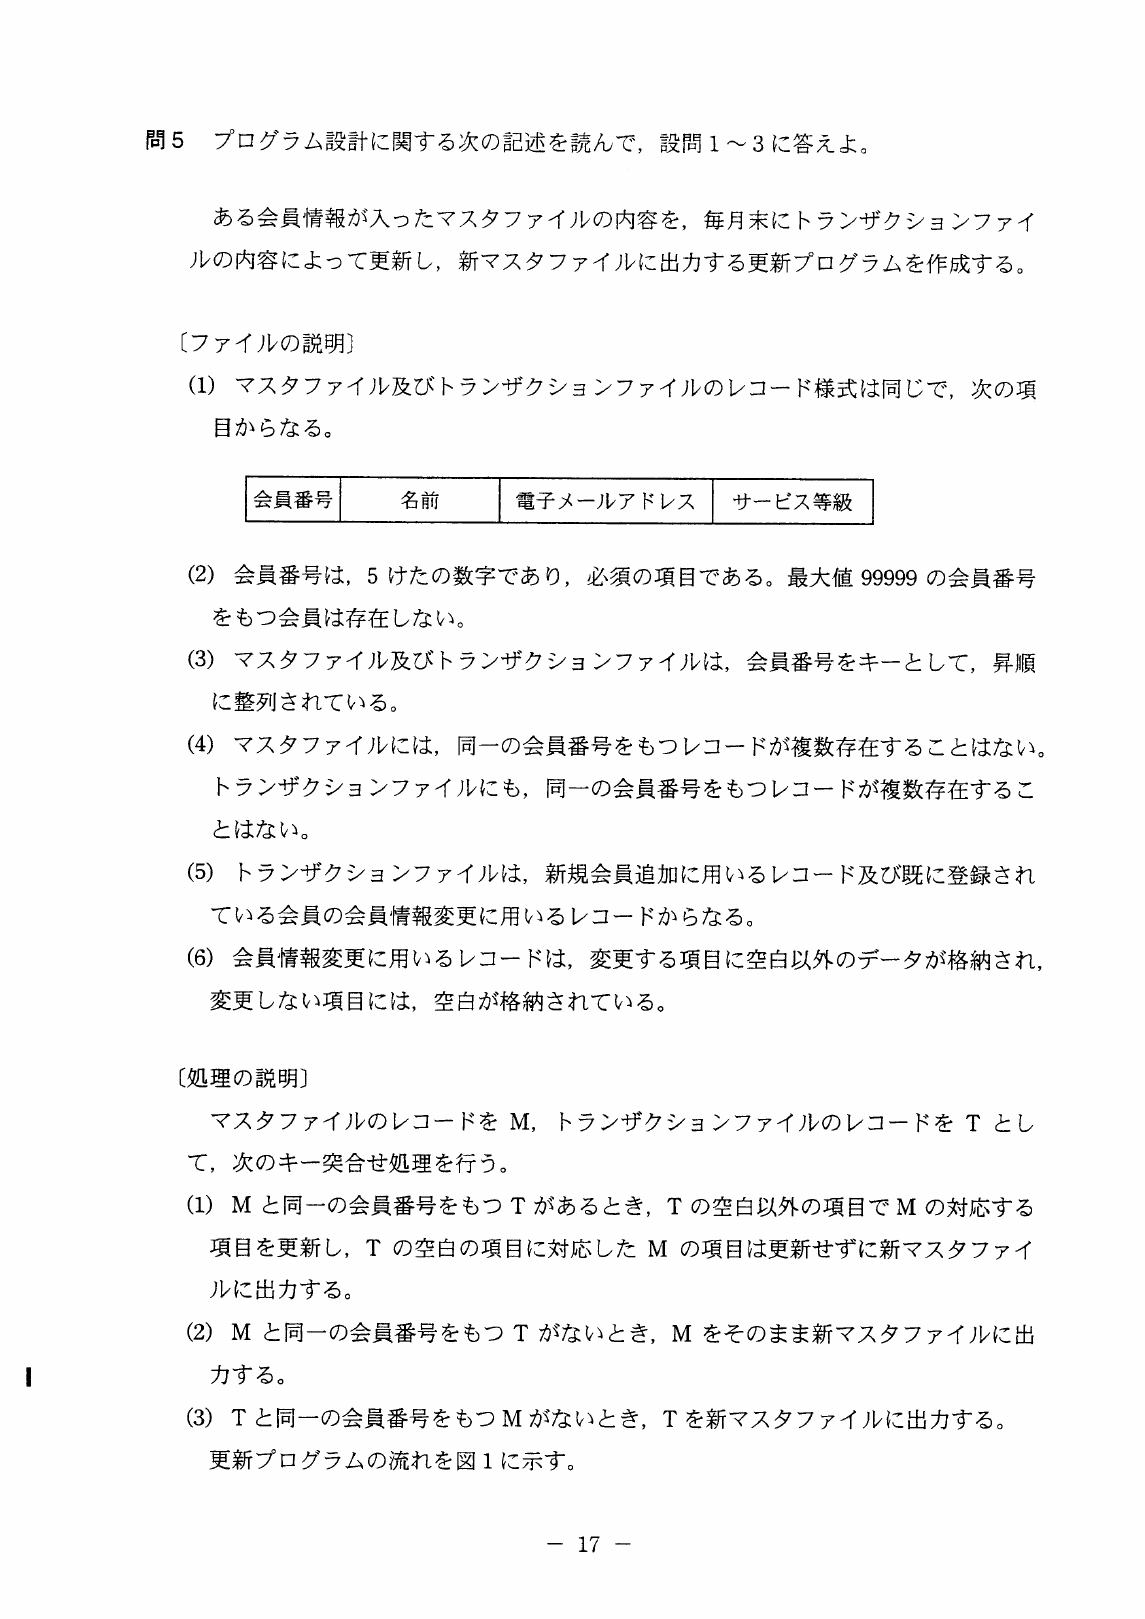 問5 プログラム設計に関する次の記述を読んで，設問1～3に答えよ。
ある会員情報が入ったマスタファイルの内容を，毎月末にトランザクションファイ
ルの内容によって更新し，新マスタファイルに出力する更新プログラムを作成する。
〔ファイルの説明〕
(1) マスタファイル及びトランザクションファイルのレコード様式は同じで，次の項
目からなる。
会員番号 名前 電子メールアドレス サービス等級
(2) 会員番号は，5けたの数字であり，必須の項目である。最大値99999の会員番号
をもつ会員は存在しない。
(3) マスタファイル及びトランザクションファイルは，会員番号をキーとして，昇順
に整列されている。
(4) マスタファイルには，同一の会員番号をもつレコードが複数存在することはない。
トランザクションファイルにも，同一の会員番号をもつレコードが複数存在するこ
とはない。
(5) トランザクションファイルは，新規会員追加に用いるレコード及び既に登録され
ている会員の会員情報変更に用いるレコードからなる。
(6) 会員情報変更に用いるレコードは，変更する項目に空白以外のデータが格納され，
変更しない項目には，空白が格納されている。
〔処理の説明〕
マスタファイルのレコードをM，トランザクションファイルのレコードをTとし
て，次のキー突合せ処理を行う。
(1) Mと同一の会員番号をもつTがあるとき，Tの空白以外の項目でMの対応する
項目を更新し，Tの空白の項目に対応したMの項目は更新せずに新マスタファイ
ルに出力する。
(2) Mと同一の会員番号をもつTがないとき，Mをそのまま新マスタファイルに出
力する。
(3) Tと同一の会員番号をもつMがないとき，Tを新マスタファイルに出力する。
更新プログラムの流れを図1に示す。
－ 17 －